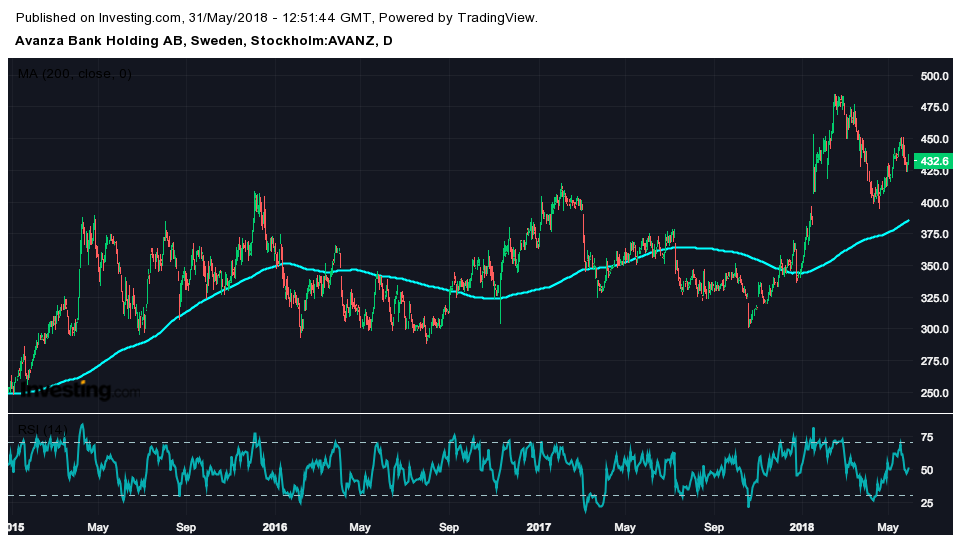 Published on Investing.com, 31/May/2018 - 12:51:44 GMT, Powered by TradingView.
Avanza Bank Holding AB, Sweden, Stockholm:AVANZ, D
MA (200, close, 0)
500.0
475.0
450.0
432.6
425.0
400.0
375.0
350.0
325.0
300.0
275.0
250.0
Investing.com
RSI (14)
75
50
25
2015 May Sep 2016 May Sep 2017 May Sep 2018 May